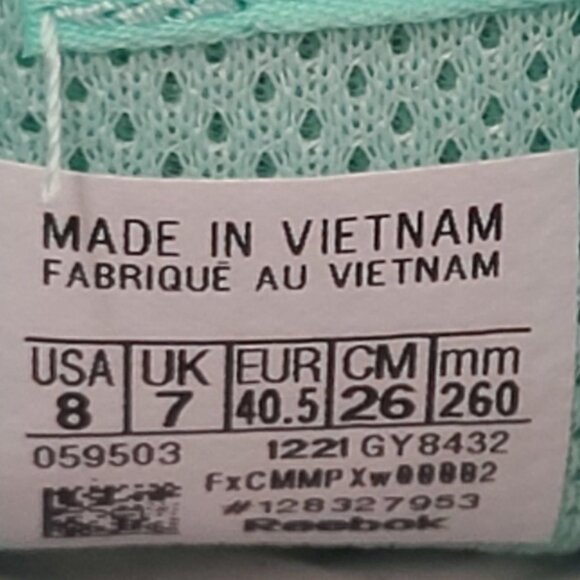 MADE IN VIETNAM
FABRIQUÉ AU VIETNAM
USA UK EUR CM mm
8 7 40.5 26 260
059503 1221 GY8432
#128327953
Reebok